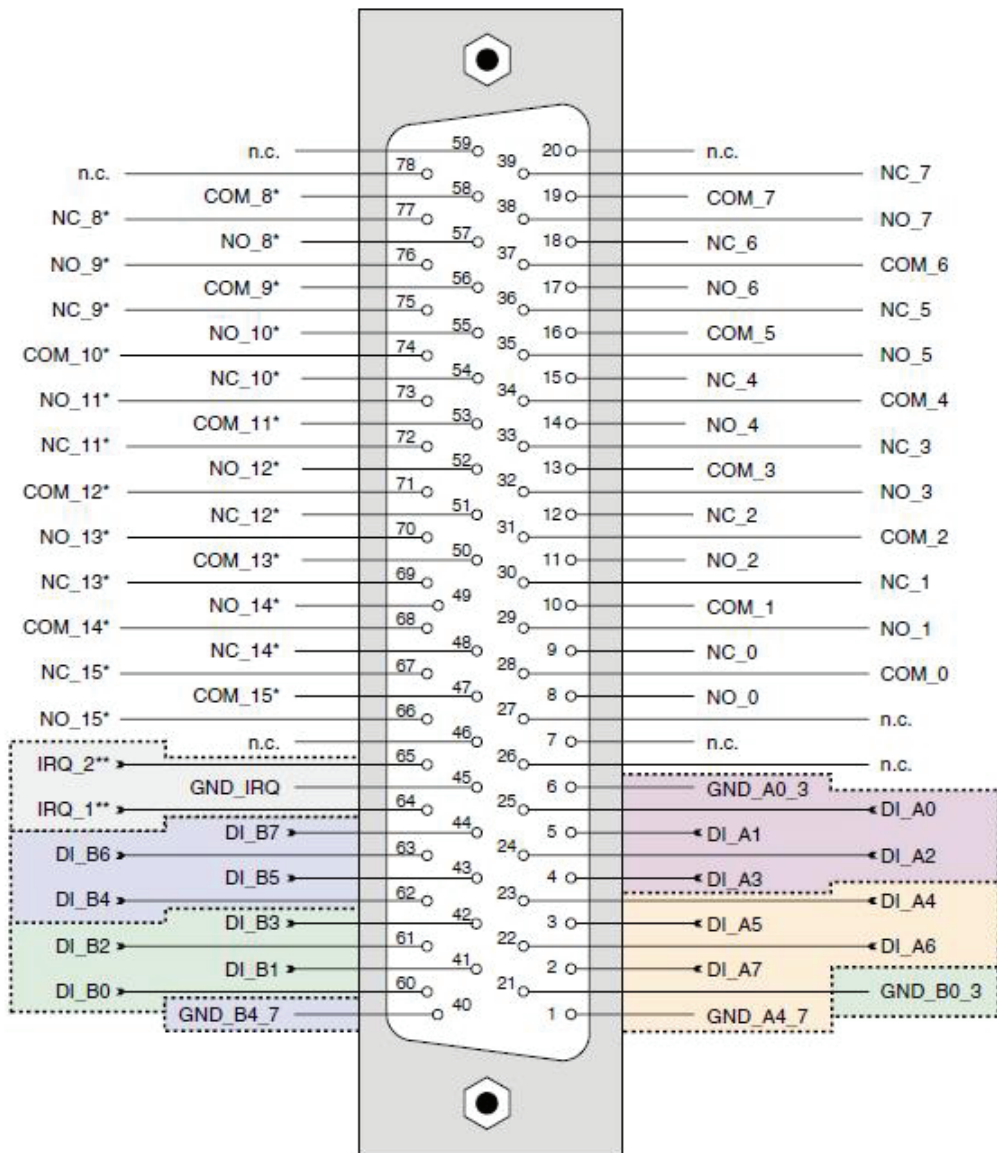 n.c. 59 20 n.c.
n.c. 78 39 NC_7
COM_8* 58 19 COM_7
NC_8* 77 38 NO_7
NO_8* 57 18 NC_6
NO_9* 76 37 COM_6
COM_9* 56 17 NO_6
NC_9* 75 36 NC_5
NO_10* 55 16 COM_5
COM_10* 74 35 NO_5
NC_10* 54 15 NC_4
NO_11* 73 34 COM_4
COM_11* 53 14 NO_4
NC_11* 72 33 NC_3
NO_12* 52 13 COM_3
COM_12* 71 32 NO_3
NC_12* 51 12 NC_2
NO_13* 70 31 COM_2
COM_13* 50 11 NO_2
NC_13* 69 30 NC_1
NO_14* 49 10 COM_1
COM_14* 68 29 NO_1
NC_14* 48 9 NC_0
NC_15* 67 28 COM_0
COM_15* 47 8 NO_0
NO_15* 66 27 n.c.
n.c. 46 7 n.c.
IRQ_2** 65 26 n.c.
GND_IRQ 45 6 GND_A0_3
IRQ_1** 64 25 DI_A0
DI_B7 44 5 DI_A1
DI_B6 63 24 DI_A2
DI_B5 43 4 DI_A3
DI_B4 62 23 DI_A4
DI_B3 42 3 DI_A5
DI_B2 61 22 DI_A6
DI_B1 41 2 DI_A7
DI_B0 60 21 GND_B0_3
GND_B4_7 40 1 GND_A4_7